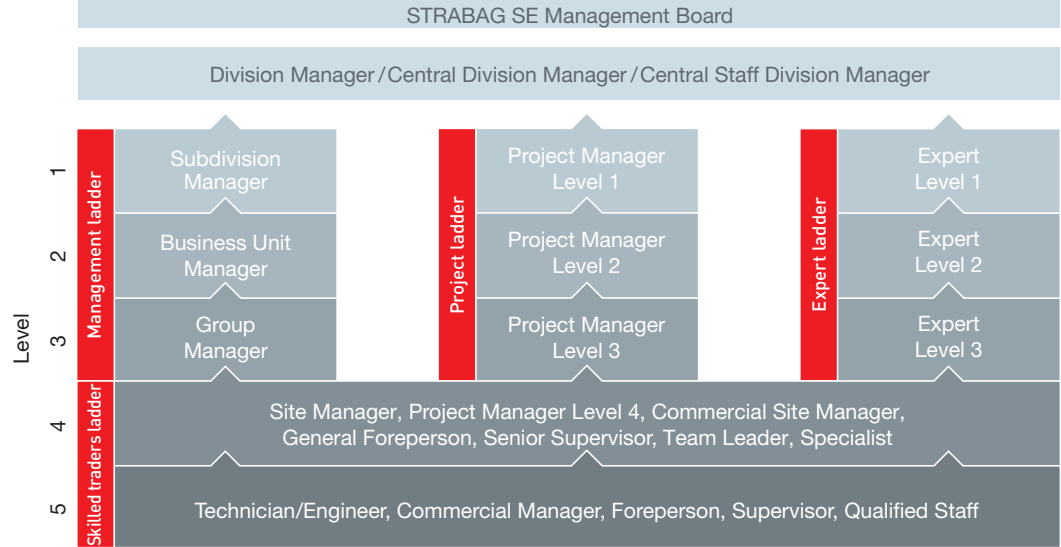 STRABAG SE Management Board
Division Manager/Central Division Manager/Central Staff Division Manager
Level
1
2
3
4
5
Management ladder
Subdivision
Manager
Business Unit
Manager
Group
Manager
Project ladder
Project Manager
Level 1
Project Manager
Level 2
Project Manager
Level 3
Expert ladder
Expert
Level 1
Expert
Level 2
Expert
Level 3
Skilled traders ladder
Site Manager, Project Manager Level 4, Commercial Site Manager,
General Foreperson, Senior Supervisor, Team Leader, Specialist
Technician/Engineer, Commercial Manager, Foreperson, Supervisor, Qualified Staff